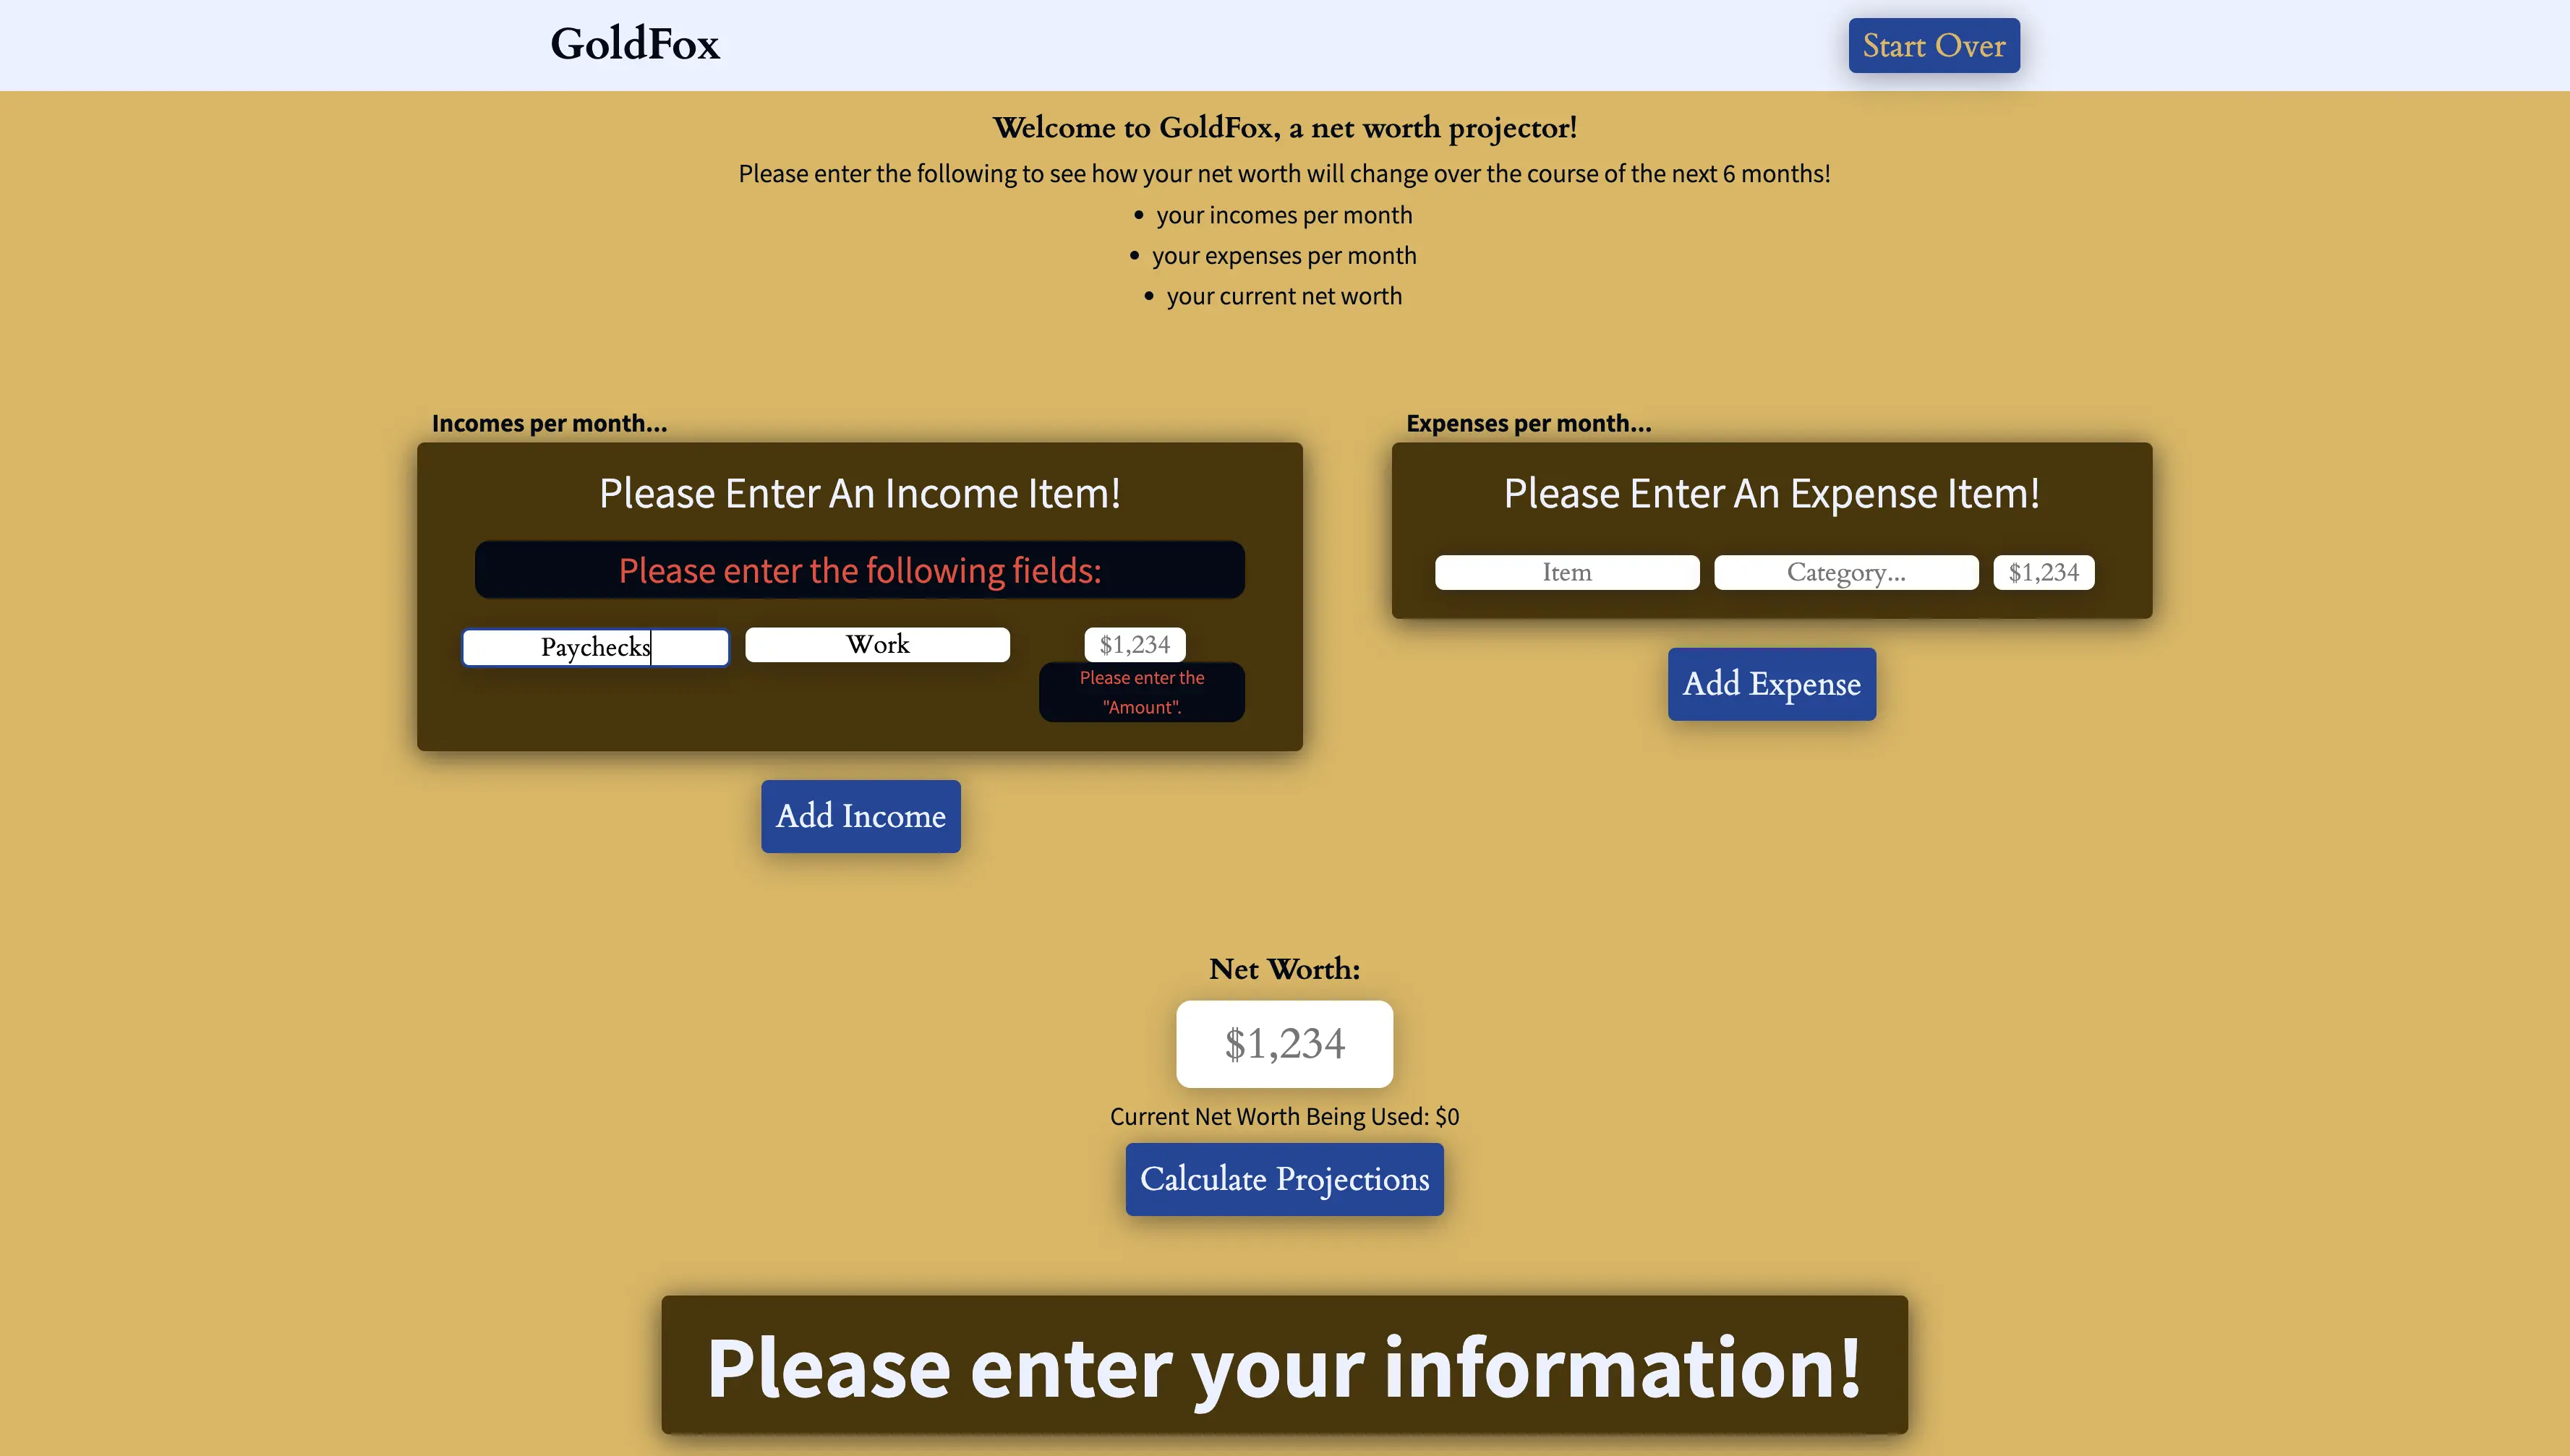 GoldFox
Start Over
Welcome to GoldFox, a net worth projector!
Please enter the following to see how your net worth will change over the course of the next 6 months!
• your incomes per month
• your expenses per month
• your current net worth
Incomes per month...
Please Enter An Income Item!
Please enter the following fields:
Paychecks
Work
$1,234
Please enter the
"Amount".
Add Income
Expenses per month...
Please Enter An Expense Item!
Item
Category...
$1,234
Add Expense
Net Worth:
$1,234
Current Net Worth Being Used: $0
Calculate Projections
Please enter your information!